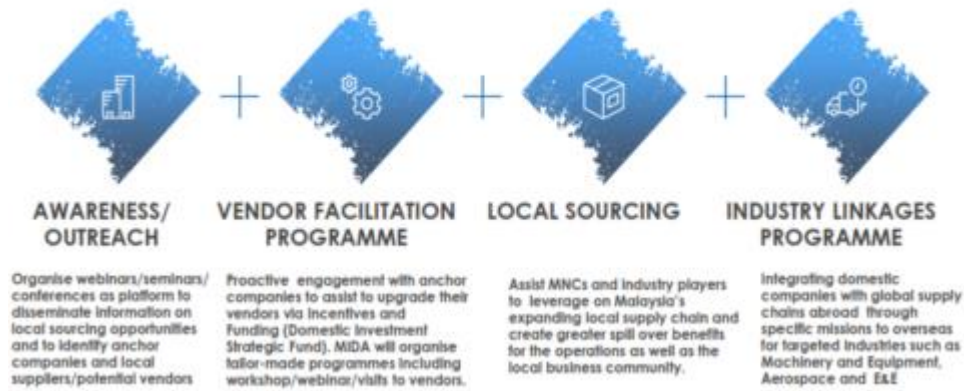 AWARENESS/
OUTREACH
Organise webinars/seminars/
conferences as platform to
disseminate information on
local sourcing opportunities
and to identify anchor
companies and local
suppliers/potential vendors
VENDOR FACILITATION
PROGRAMME
Proactive engagement with anchor
companies to assist to upgrade their
vendors via Incentives and
Funding (Domestic Investment
Strategic Fund). MIDA will organise
tailor-made programmes including
workshop/webinar/visits to vendors.
LOCAL SOURCING
Assist MNCs and industry players
to leverage on Malaysia's
expanding local supply chain and
create greater spill over benefits
for the operations as well as the
local business community.
INDUSTRY LINKAGES
PROGRAMME
Integrating domestic
companies with global supply
chains abroad through
specific missions to overseas
for targeted industries such as
Machinery and Equipment,
Aerospace and E&E